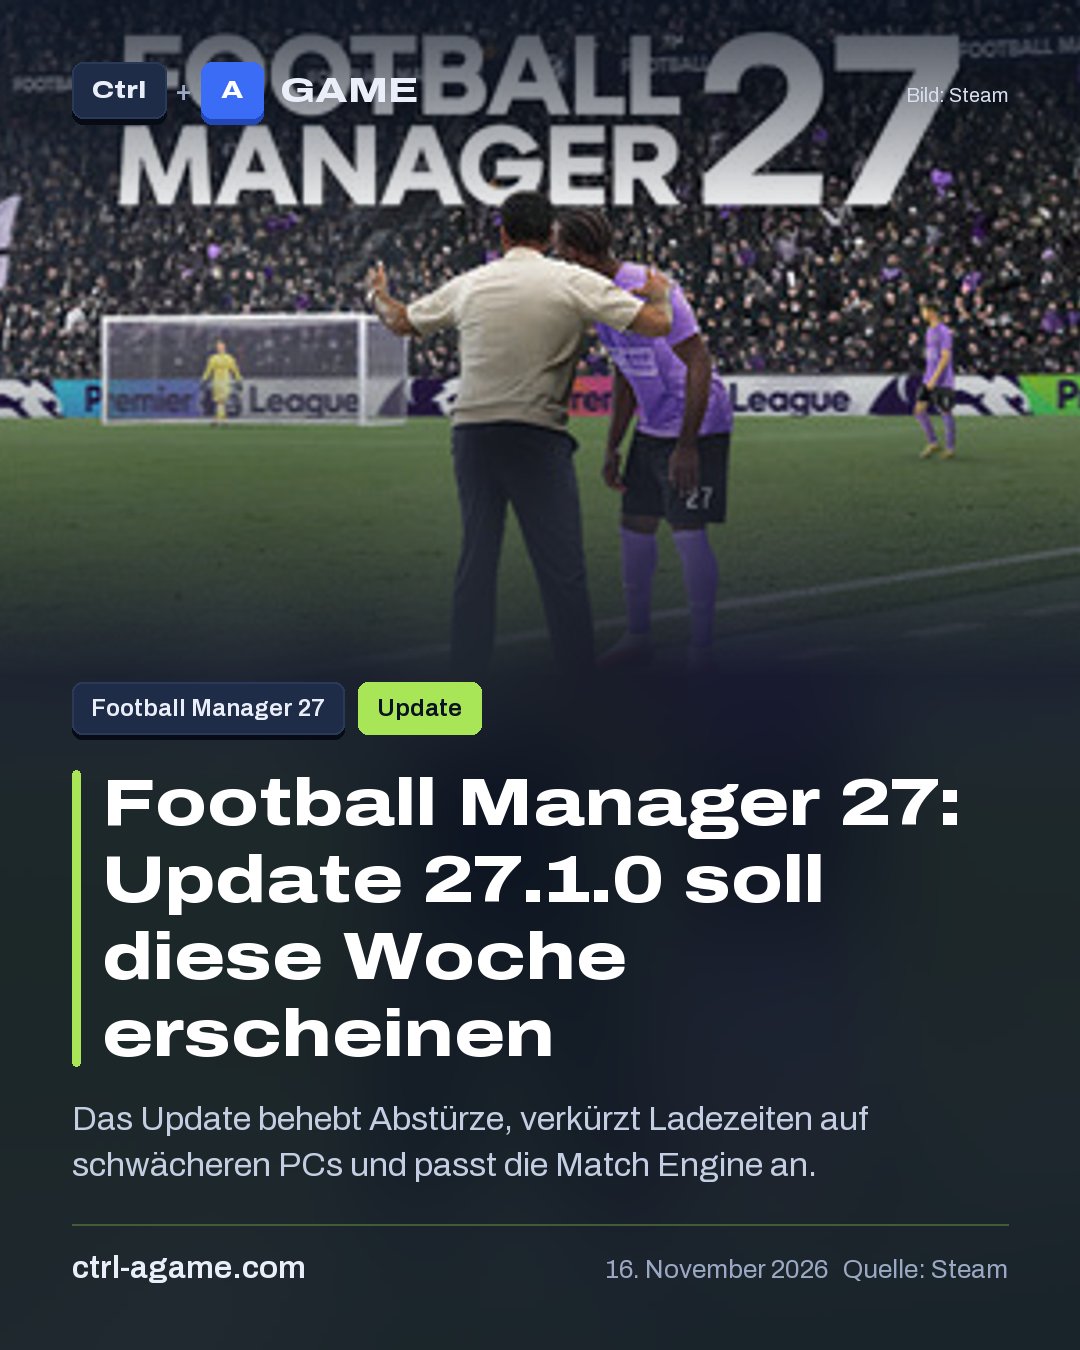 FOOTBALL
MANAGER 27
Ctrl + A GAME
Bild: Steam
FOOTBALL
Premier League
League
27
Football Manager 27
Update
Football Manager 27:
Update 27.1.0 soll
diese Woche
erscheinen
Das Update behebt Abstürze, verkürzt Ladezeiten auf
schwächeren PCs und passt die Match Engine an.
ctrl-agame.com
16. November 2026 Quelle: Steam